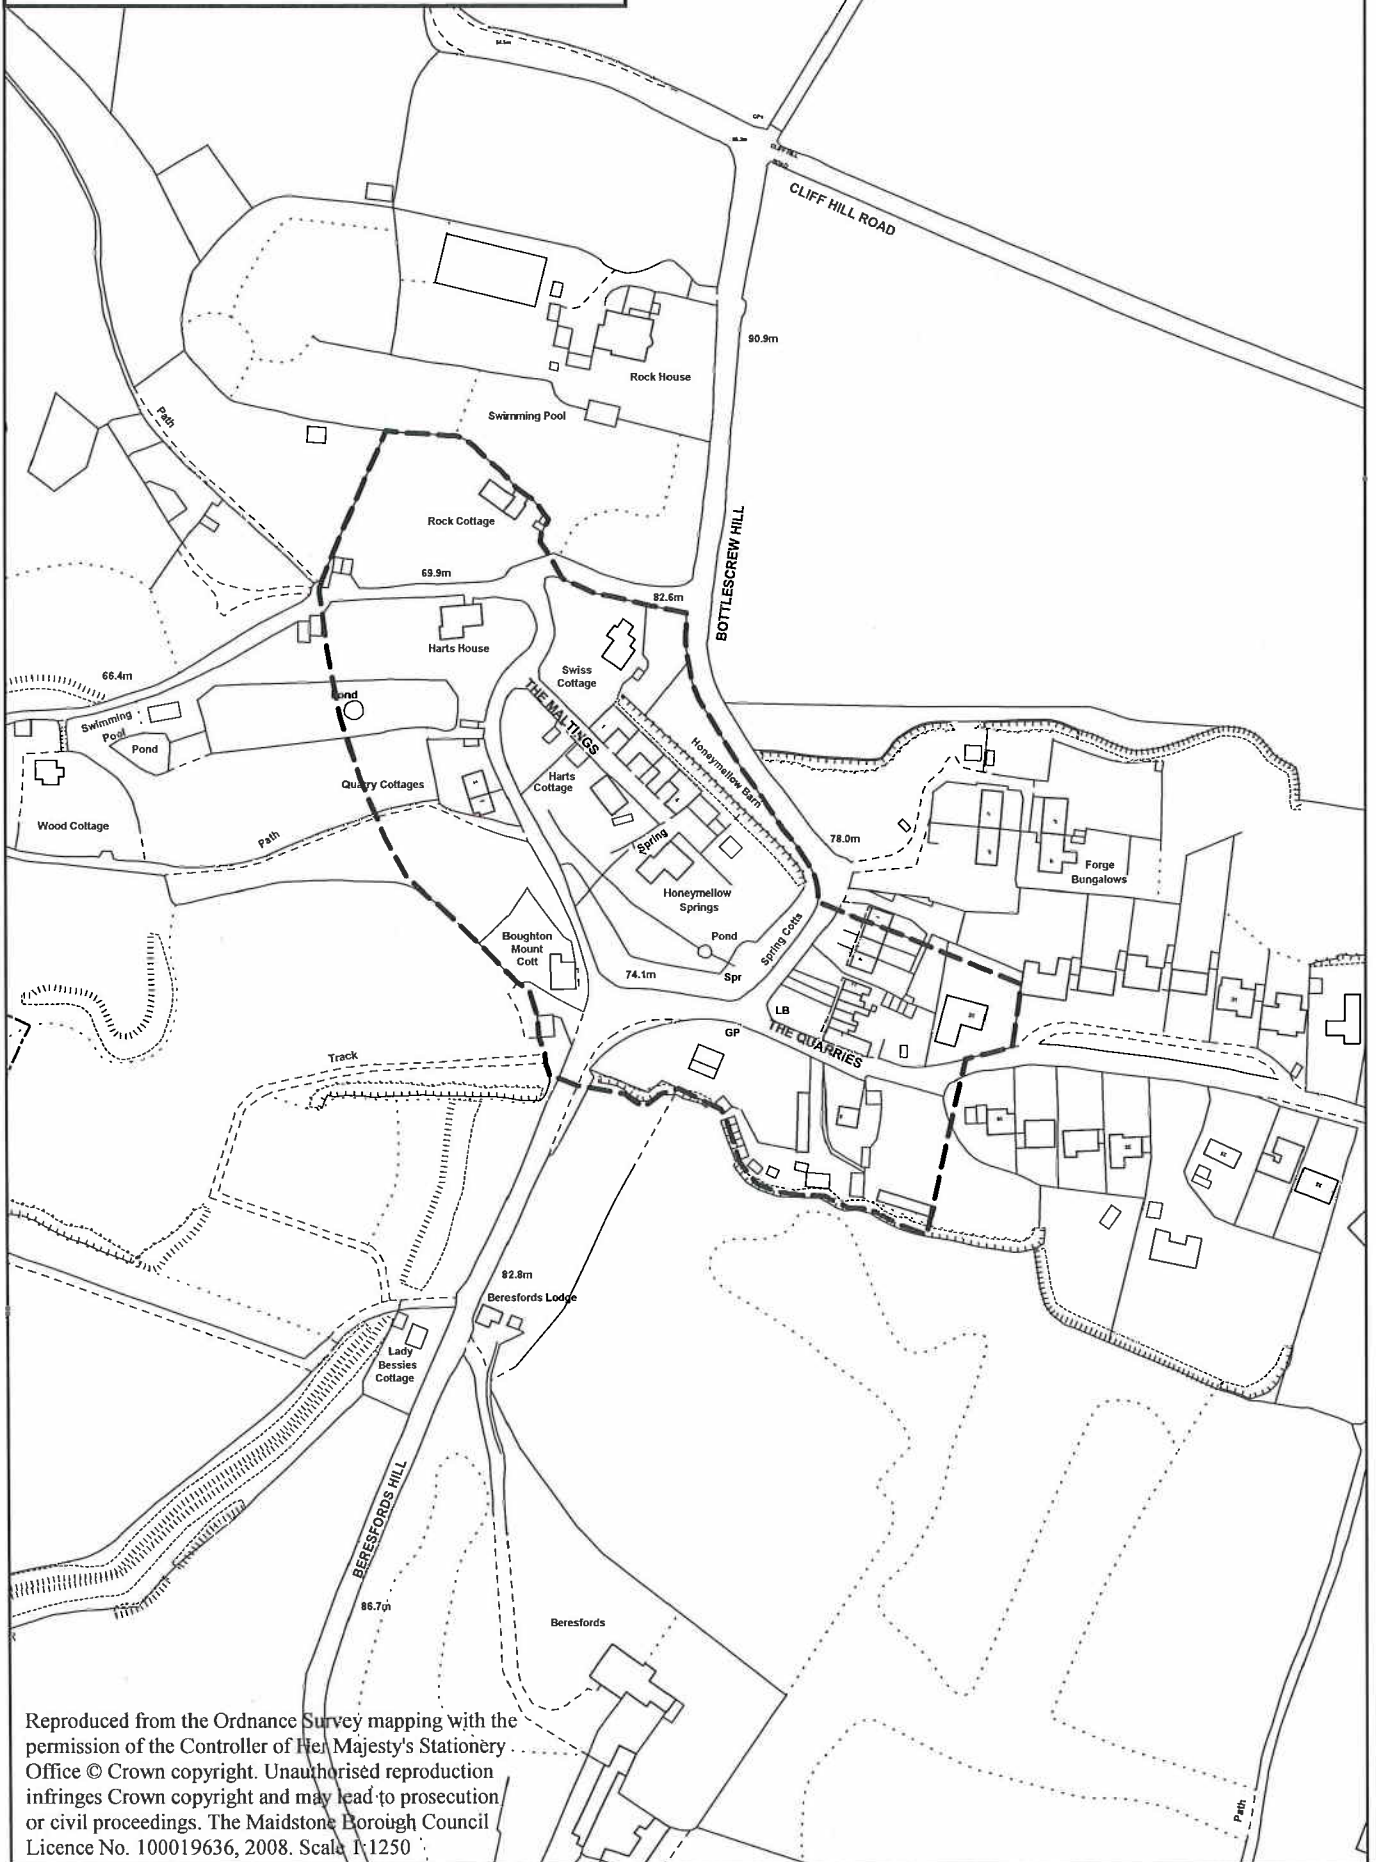 CLIFF HILL ROAD
90.9m
Rock House
Swimming Pool
Path
Rock Cottage
BOTTLESCREW HILL
69.9m
82.6m
Harts House
Swiss
Cottage
66.4m
Pond
THE MALTINGS
Swimming
Pool
Pond
Honeymellow Barn
Quarry Cottages
Harts
Cottage
Wood Cottage
Path
Spring
78.0m
Forge
Bungalows
Honeymellow
Springs
Boughton
Mount
Cott
Pond
Spring Cotts
74.1m
Spr
LB
GP
THE QUARRIES
Track
82.8m
Beresfords Lodge
Lady
Bessies
Cottage
BERESFORDS HILL
86.7m
Beresfords
Path
Reproduced from the Ordnance Survey mapping with the
permission of the Controller of Her Majesty's Stationery
Office © Crown copyright. Unauthorised reproduction
infringes Crown copyright and may lead to prosecution
or civil proceedings. The Maidstone Borough Council
Licence No. 100019636, 2008. Scale 1:1250